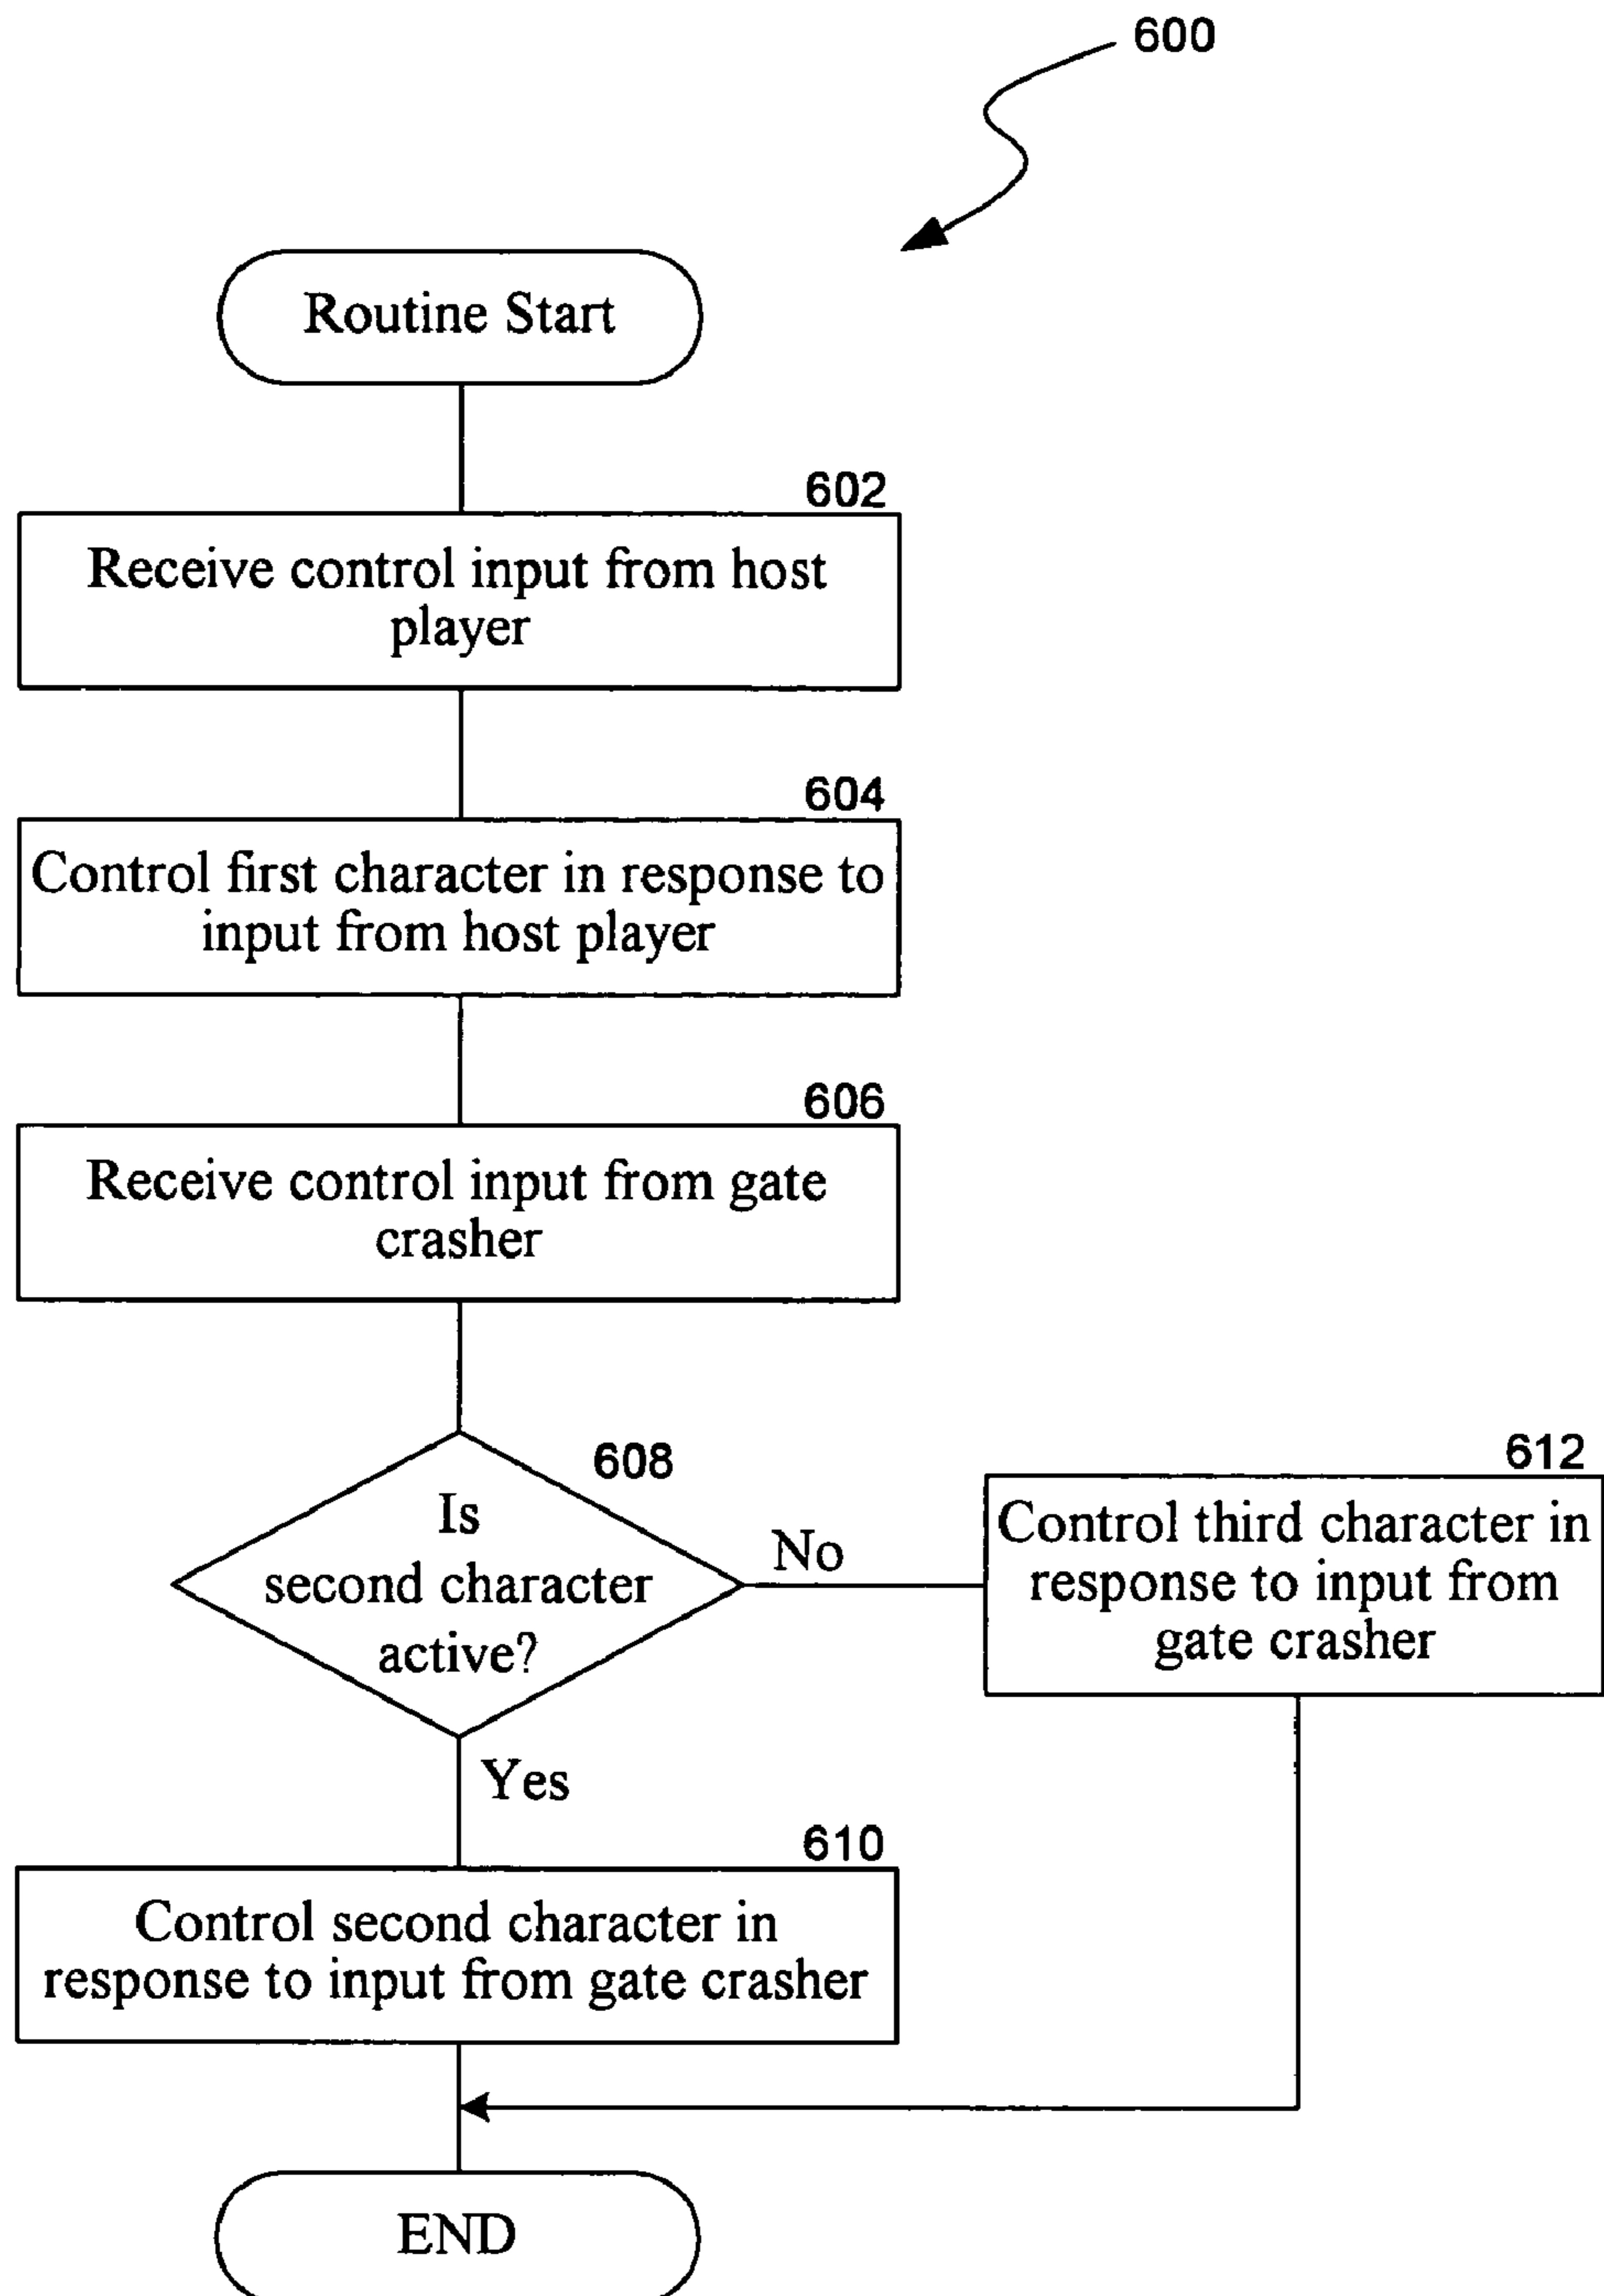 600
Routine Start
602
Receive control input from host
player
604
Control first character in response to
input from host player
606
Receive control input from gate
crasher
608
Is
second character
active?
No
612
Control third character in
response to input from
gate crasher
Yes
610
Control second character in
response to input from gate crasher
END